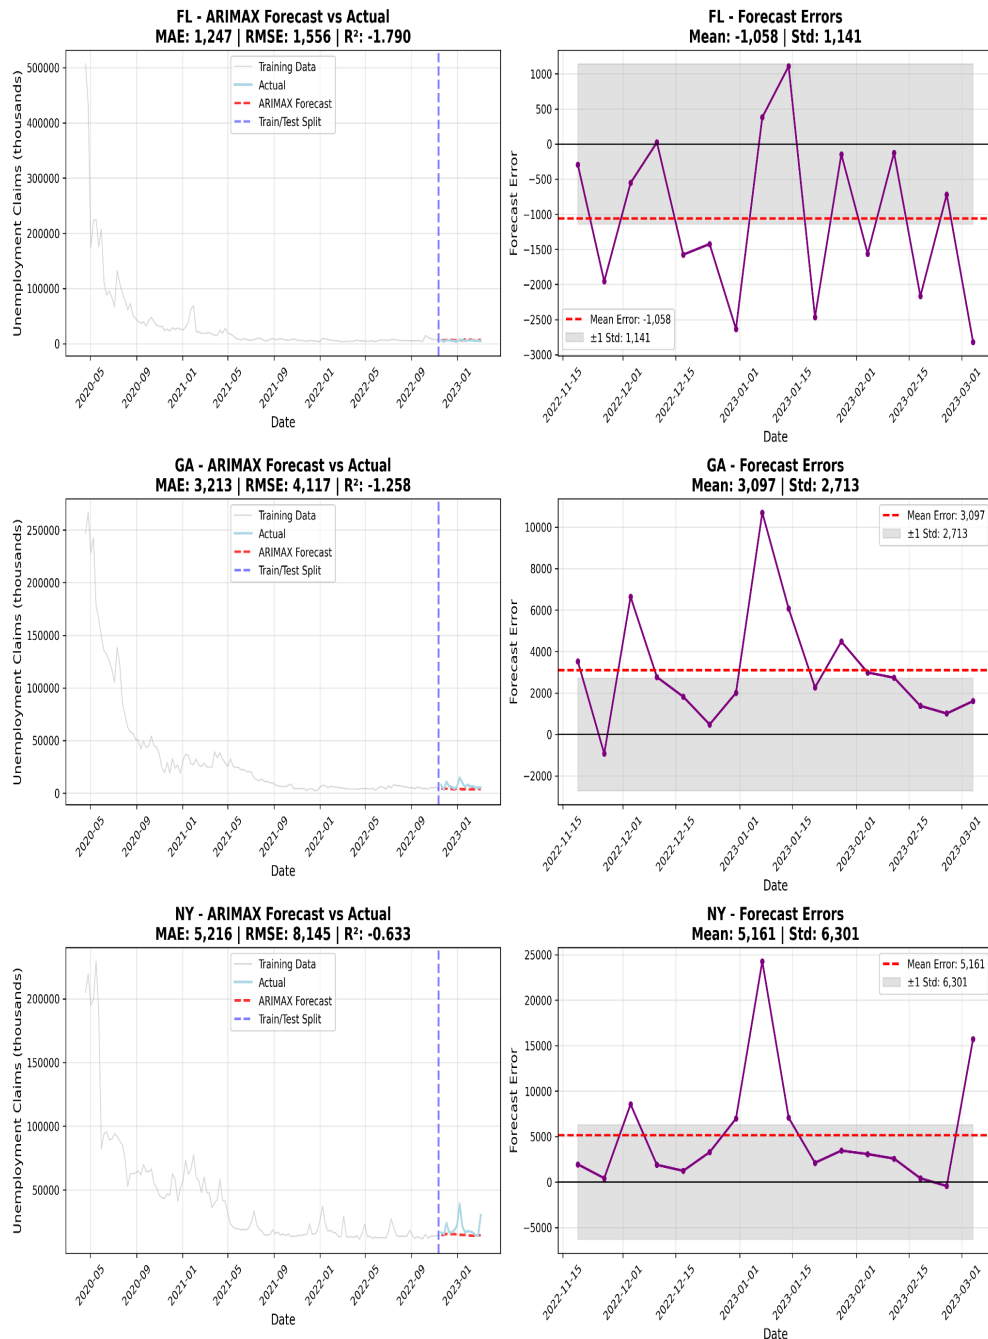 FL - ARIMAX Forecast vs Actual
MAE: 1,247 | RMSE: 1,556 | R²: -1.790
Unemployment Claims (thousands)
500000
400000
300000
200000
100000
0
Training Data
Actual
ARIMAX Forecast
Train/Test Split
2020-05
2020-09
2021-01
2021-05
2021-09
2022-01
2022-05
2022-09
2023-01
Date
FL - Forecast Errors
Mean: -1,058 | Std: 1,141
Forecast Error
1000
500
0
−500
−1000
−1500
−2000
−2500
−3000
Mean Error: -1,058
±1 Std: 1,141
2022-11-15
2022-12-01
2022-12-15
2023-01-01
2023-01-15
2023-02-01
2023-02-15
2023-03-01
Date
GA - ARIMAX Forecast vs Actual
MAE: 3,213 | RMSE: 4,117 | R²: -1.258
Unemployment Claims (thousands)
250000
200000
150000
100000
50000
0
Training Data
Actual
ARIMAX Forecast
Train/Test Split
2020-05
2020-09
2021-01
2021-05
2021-09
2022-01
2022-05
2022-09
2023-01
Date
GA - Forecast Errors
Mean: 3,097 | Std: 2,713
Forecast Error
10000
8000
6000
4000
2000
0
−2000
Mean Error: 3,097
±1 Std: 2,713
2022-11-15
2022-12-01
2022-12-15
2023-01-01
2023-01-15
2023-02-01
2023-02-15
2023-03-01
Date
NY - ARIMAX Forecast vs Actual
MAE: 5,216 | RMSE: 8,145 | R²: -0.633
Unemployment Claims (thousands)
200000
150000
100000
50000
Training Data
Actual
ARIMAX Forecast
Train/Test Split
2020-05
2020-09
2021-01
2021-05
2021-09
2022-01
2022-05
2022-09
2023-01
Date
NY - Forecast Errors
Mean: 5,161 | Std: 6,301
Forecast Error
25000
20000
15000
10000
5000
0
−5000
Mean Error: 5,161
±1 Std: 6,301
2022-11-15
2022-12-01
2022-12-15
2023-01-01
2023-01-15
2023-02-01
2023-02-15
2023-03-01
Date